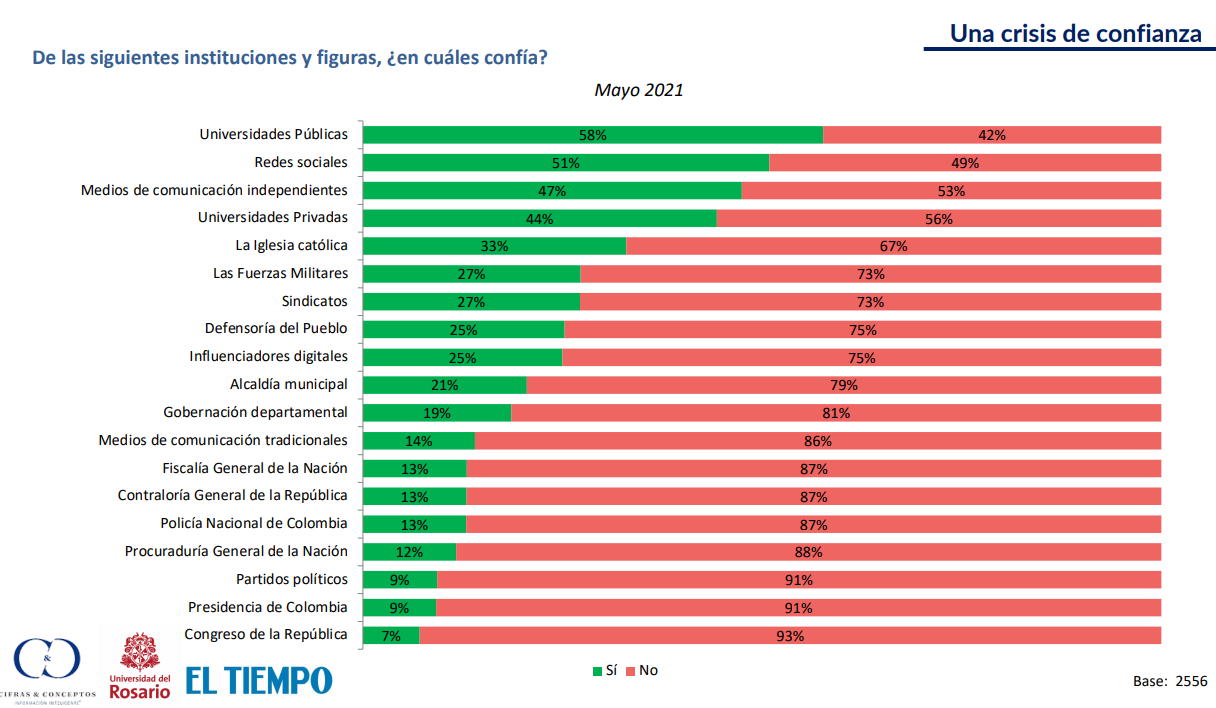 Una crisis de confianza
De las siguientes instituciones y figuras, ¿en cuáles confía?
Mayo 2021
Universidades Públicas 58% 42%
Redes sociales 51% 49%
Medios de comunicación independientes 47% 53%
Universidades Privadas 44% 56%
La Iglesia católica 33% 67%
Las Fuerzas Militares 27% 73%
Sindicatos 27% 73%
Defensoría del Pueblo 25% 75%
Influenciadores digitales 25% 75%
Alcaldía municipal 21% 79%
Gobernación departamental 19% 81%
Medios de comunicación tradicionales 14% 86%
Fiscalía General de la Nación 13% 87%
Contraloría General de la República 13% 87%
Policía Nacional de Colombia 13% 87%
Procuraduría General de la Nación 12% 88%
Partidos políticos 9% 91%
Presidencia de Colombia 9% 91%
Congreso de la República 7% 93%
Sí No
C&C
CIFRAS & CONCEPTOS
INFORMACIÓN INTELIGENTE
Universidad del
Rosario
EL TIEMPO
Base: 2556